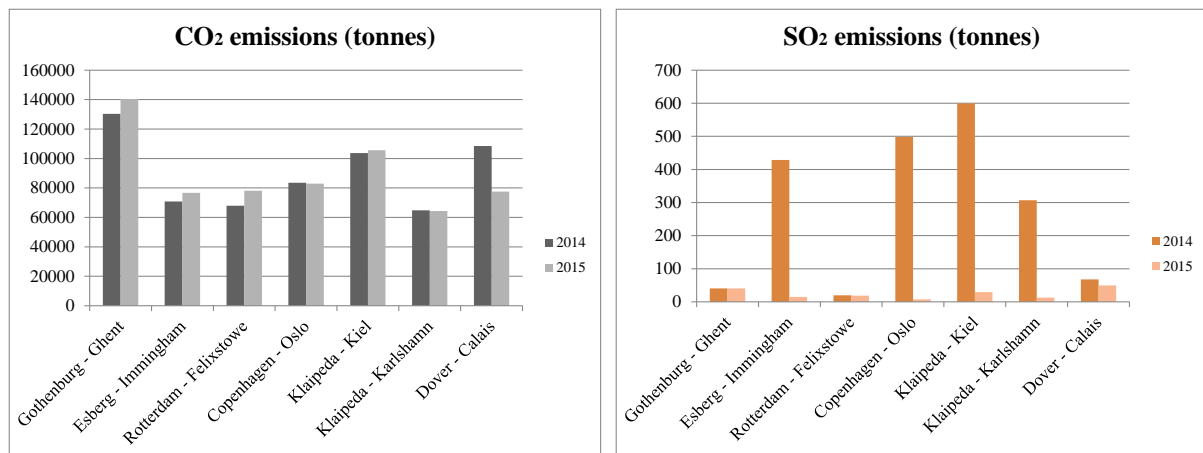 CO₂ emissions (tonnes)
160000
140000
120000
100000
80000
60000
40000
20000
0
2014
2015
Gothenburg - Ghent
Esberg - Immingham
Rotterdam - Felixstowe
Copenhagen - Oslo
Klaipeda - Kiel
Klaipeda - Karlshamn
Dover - Calais
SO₂ emissions (tonnes)
700
600
500
400
300
200
100
0
2014
2015
Gothenburg - Ghent
Esberg - Immingham
Rotterdam - Felixstowe
Copenhagen - Oslo
Klaipeda - Kiel
Klaipeda - Karlshamn
Dover - Calais